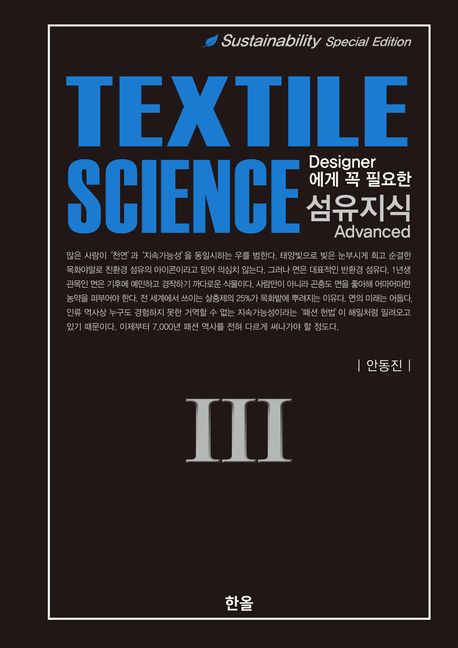 Sustainability Special Edition
TEXTILE
SCIENCE
Designer
에게 꼭 필요한
섬유지식
Advanced
많은 사람이 '천연'과 '지속가능성'을 동일시하는 우를 범한다. 태양빛으로 빚은 눈부시게 희고 순결한
목화야말로 친환경 섬유의 아이콘이라고 믿어 의심치 않는다. 그러나 면은 대표적인 반환경 섬유다. 1년생
관목인 면은 기후에 예민하고 경작하기 까다로운 식물이다. 사람만이 아니라 곤충도 면을 좋아해 어마어마한
농약을 퍼부어야 한다. 전 세계에서 쓰이는 살충제의 25%가 목화밭에 뿌려지는 이유다. 면의 미래는 어둡다.
인류 역사상 누구도 경험하지 못한 거역할 수 없는 지속가능성이라는 '패션 헌법'이 해일처럼 밀려오고
있기 때문이다. 이제부터 7,000년 패션 역사를 전혀 다르게 써나가야 할 정도다.
| 안동진 |
III
한올